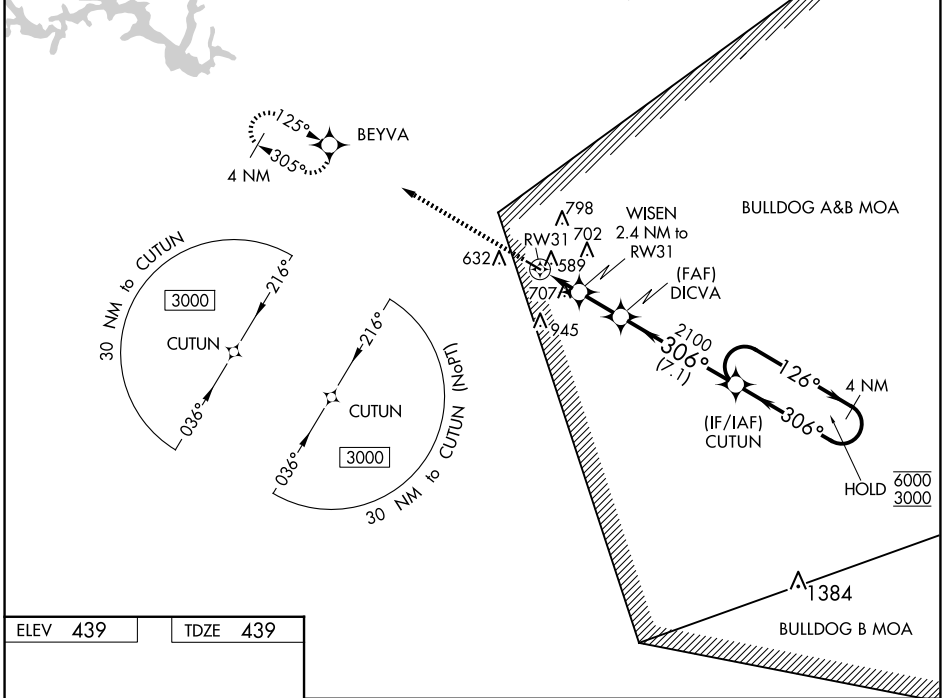 125°
BEYVA
305°
4 NM
798
WISEN
2.4 NM to
RW31
BULLDOG A&B MOA
RW31
702
632
589
(FAF)
DICVA
707
945
2100
306°
(7.1)
126°
4 NM
306°
(IF/IAF)
CUTUN
HOLD
6000
3000
30 NM to CUTUN
216°
3000
CUTUN
036°
216°
CUTUN
036°
3000
30 NM to CUTUN (NoPT)
1384
BULLDOG B MOA
ELEV 439
TDZE 439